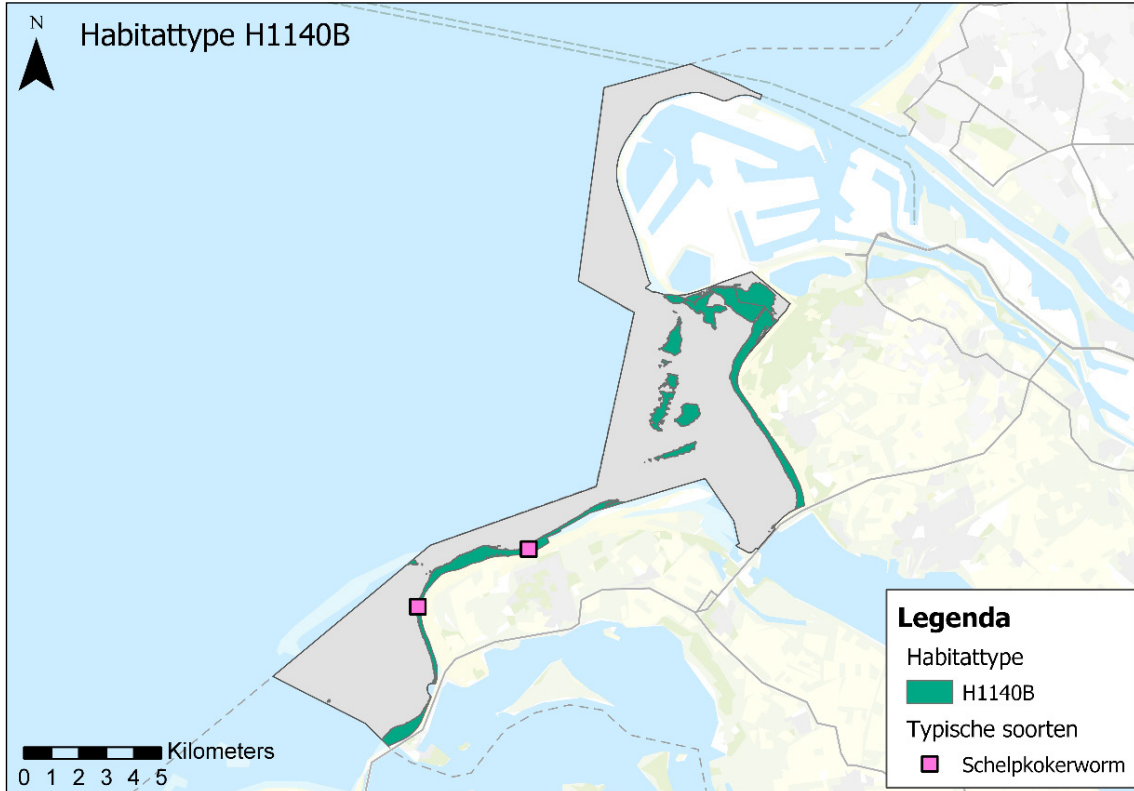 N
Habitattype H1140B
Legenda
Habitattype
H1140B
Typische soorten
Schelpkokerworm
Kilometers
0 1 2 3 4 5